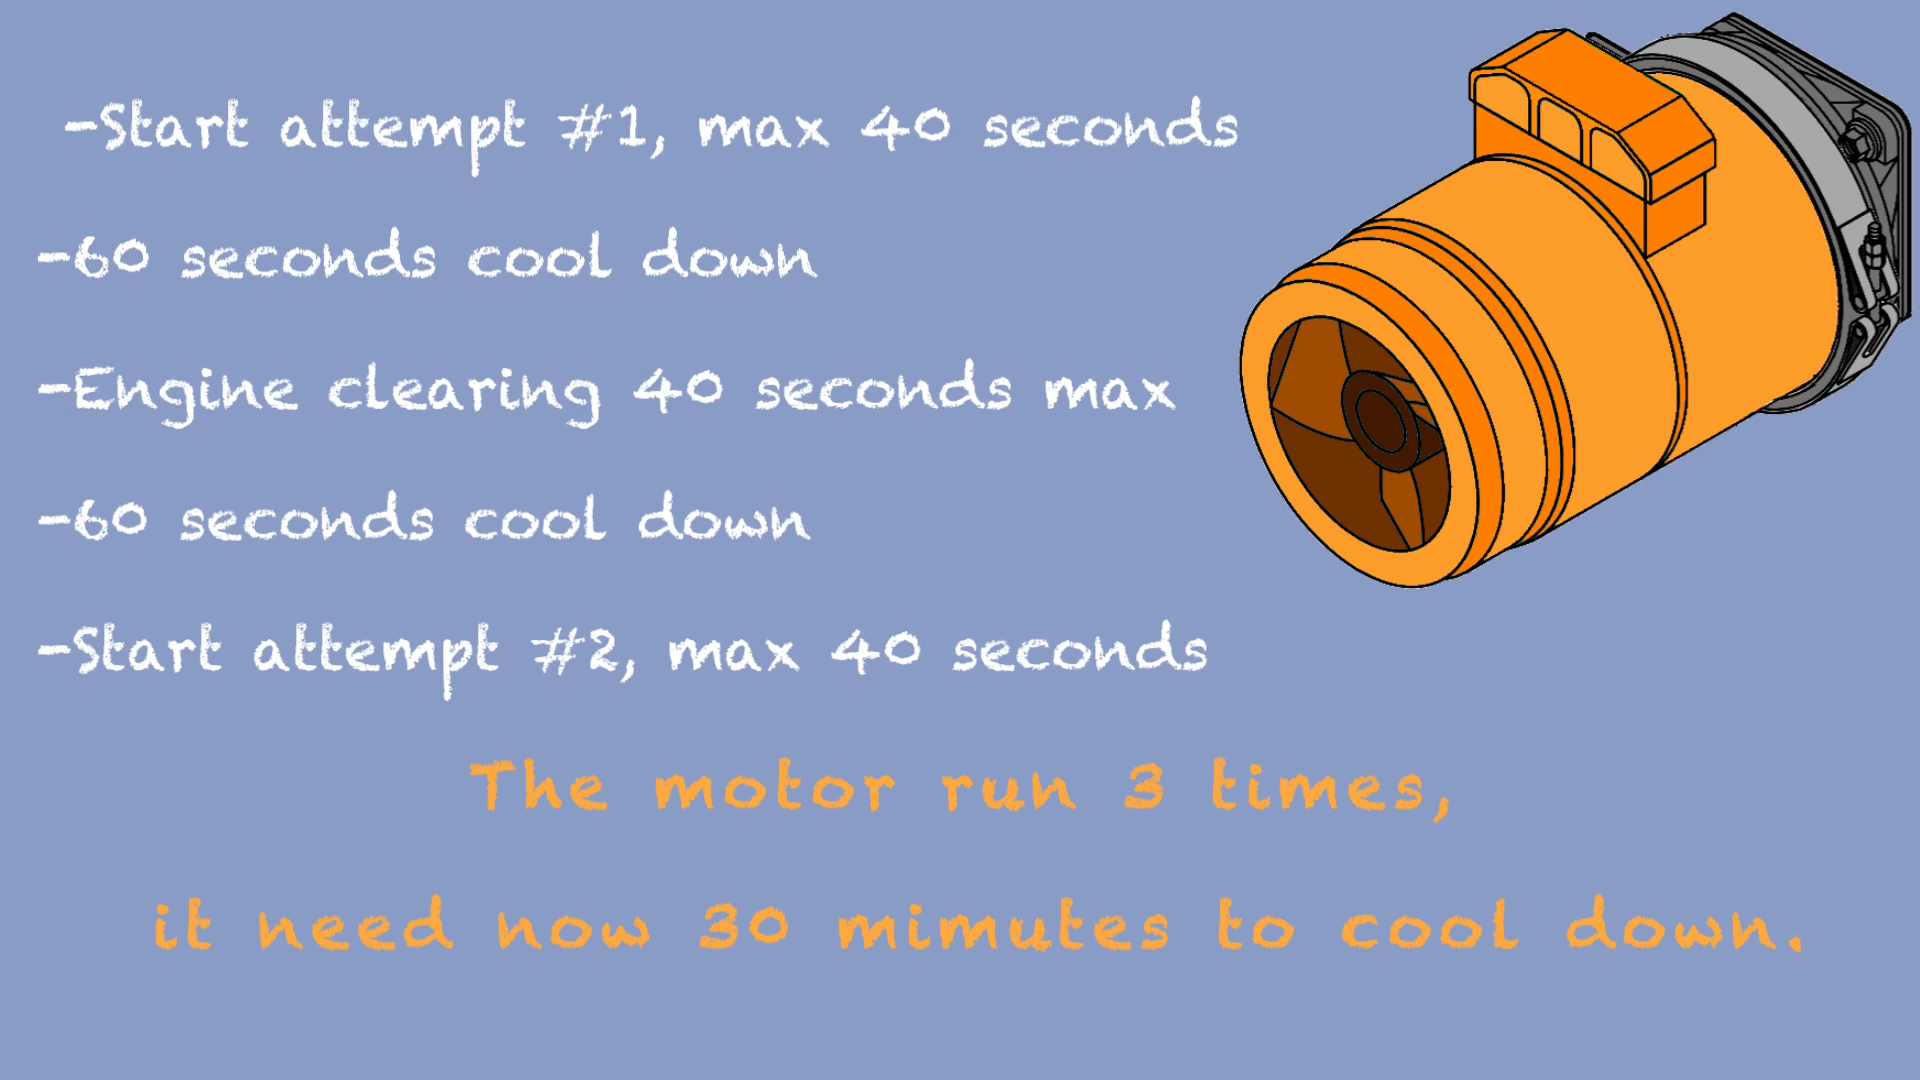 -Start attempt #1, max 40 seconds
-60 seconds cool down
-Engine clearing 40 seconds max
-60 seconds cool down
-Start attempt #2, max 40 seconds
The motor run 3 times,
it need now 30 mimutes to cool down.